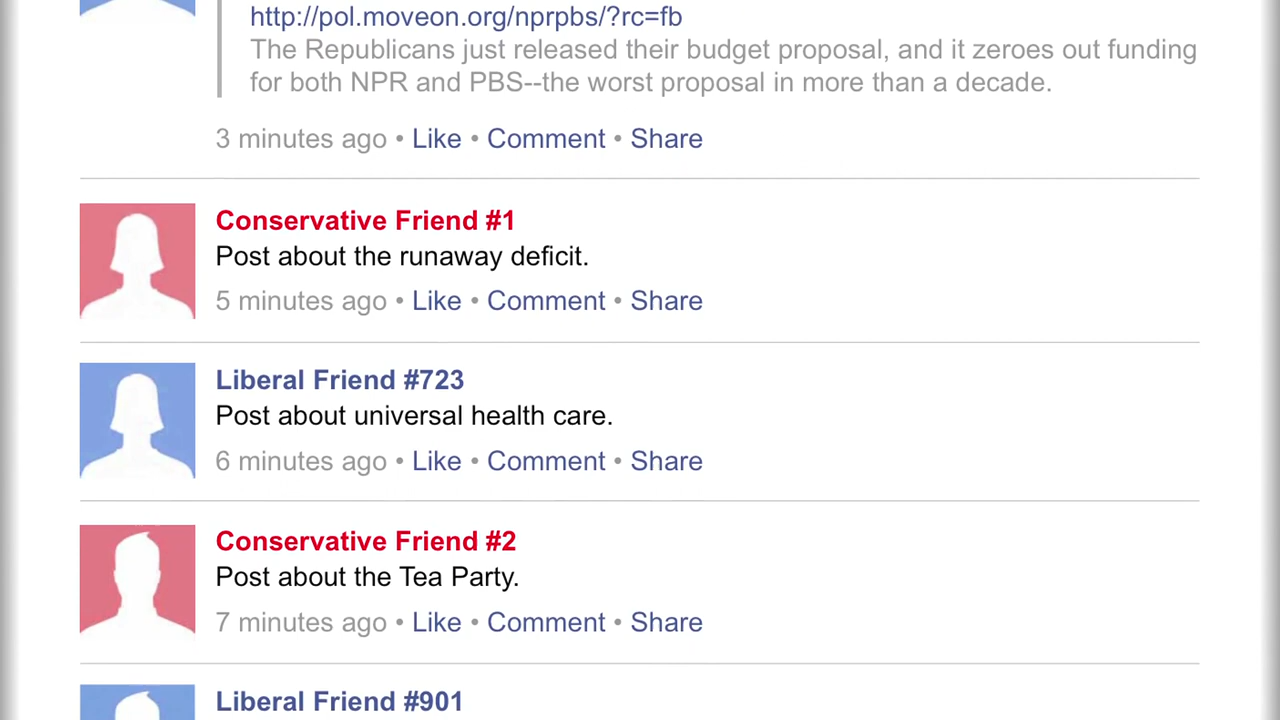 http://pol.moveon.org/nprpbs/?rc=fb
The Republicans just released their budget proposal, and it zeroes out funding
for both NPR and PBS--the worst proposal in more than a decade.
3 minutes ago • Like • Comment • Share
Conservative Friend #1
Post about the runaway deficit.
5 minutes ago • Like • Comment • Share
Liberal Friend #723
Post about universal health care.
6 minutes ago • Like • Comment • Share
Conservative Friend #2
Post about the Tea Party.
7 minutes ago • Like • Comment • Share
Liberal Friend #901